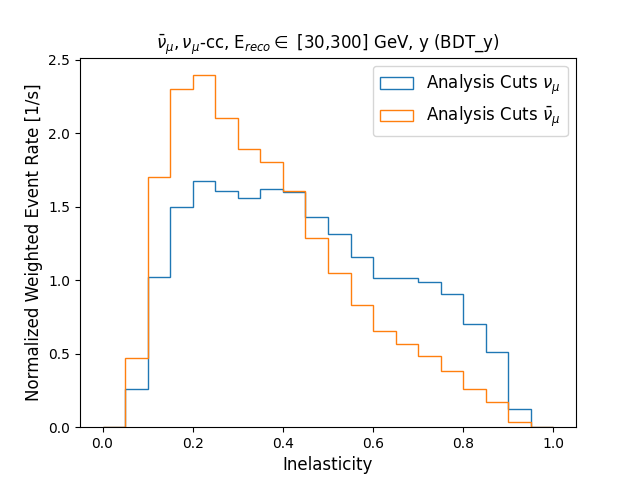 ν̄_μ, ν_μ-cc, E_reco ∈ [30,300] GeV, y (BDT_y)
Analysis Cuts ν_μ
Analysis Cuts ν̄_μ
Normalized Weighted Event Rate [1/s]
2.5
2.0
1.5
1.0
0.5
0.0
0.0 0.2 0.4 0.6 0.8 1.0
Inelasticity